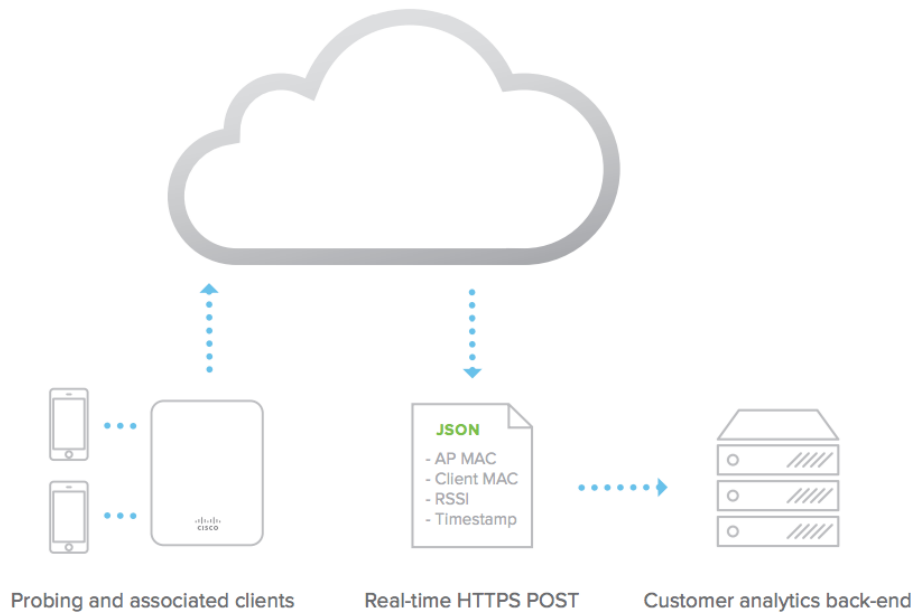 JSON
- AP MAC
- Client MAC
- RSSI
- Timestamp
CISCO
Probing and associated clients
Real-time HTTPS POST
Customer analytics back-end